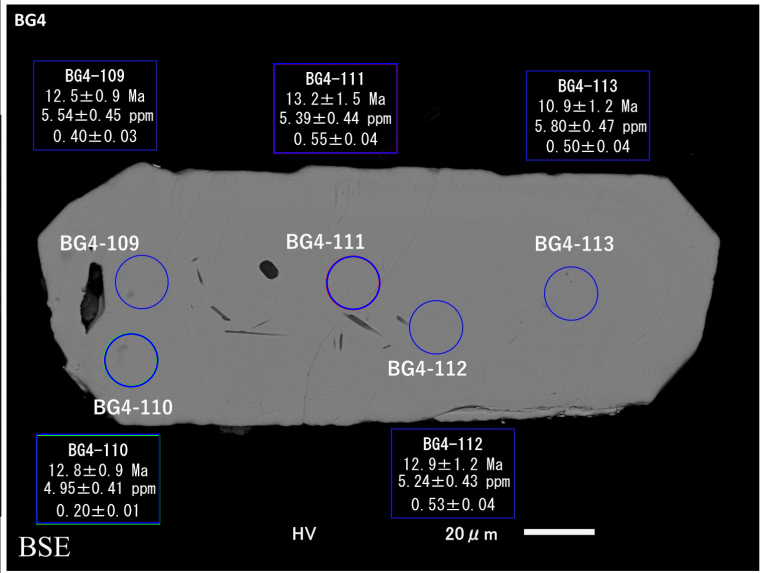 BG4
BG4-109
12.5±0.9 Ma
5.54±0.45 ppm
0.40±0.03
BG4-111
13.2±1.5 Ma
5.39±0.44 ppm
0.55±0.04
BG4-113
10.9±1.2 Ma
5.80±0.47 ppm
0.50±0.04
BG4-109
BG4-111
BG4-113
BG4-112
BG4-110
BG4-110
12.8±0.9 Ma
4.95±0.41 ppm
0.20±0.01
BG4-112
12.9±1.2 Ma
5.24±0.43 ppm
0.53±0.04
BSE
HV
20μm